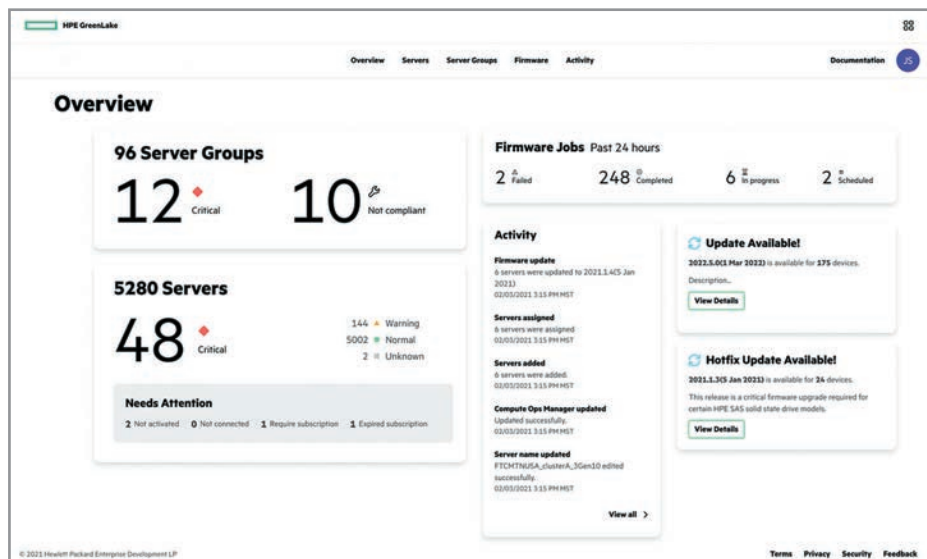 HPE GreenLake
Overview Servers Server Groups Firmware Activity Documentation JS
Overview
96 Server Groups
12 Critical 10 Not compliant
5280 Servers
48 Critical
144 Warning
5002 Normal
2 Unknown
Needs Attention
2 Not activated 0 Not connected 1 Require subscription 1 Expired subscription
Firmware Jobs Past 24 hours
2 Failed 248 Completed 6 In progress 2 Scheduled
Activity
Firmware update
6 servers were updated to 2021.1.4(5 Jan
2021)
02/03/2021 3:15 PM MST
Servers assigned
6 servers were assigned
02/03/2021 3:15 PM MST
Servers added
6 servers were added.
02/03/2021 3:15 PM MST
Compute Ops Manager updated
Updated successfully.
02/03/2021 3:15 PM MST
Server name updated
FTCMTNUSA_clusterA_3Gen10 edited
successfully.
02/03/2021 3:15 PM MST
View all
Update Available!
2022.5.0(1 Mar 2022) is available for 175 devices.
Description...
View Details
Hotfix Update Available!
2021.1.3(5 Jan 2021) is available for 24 devices.
This release is a critical firmware upgrade required for
certain HPE SAS solid state drive models.
View Details
© 2021 Hewlett Packard Enterprise Development LP Terms Privacy Security Feedback